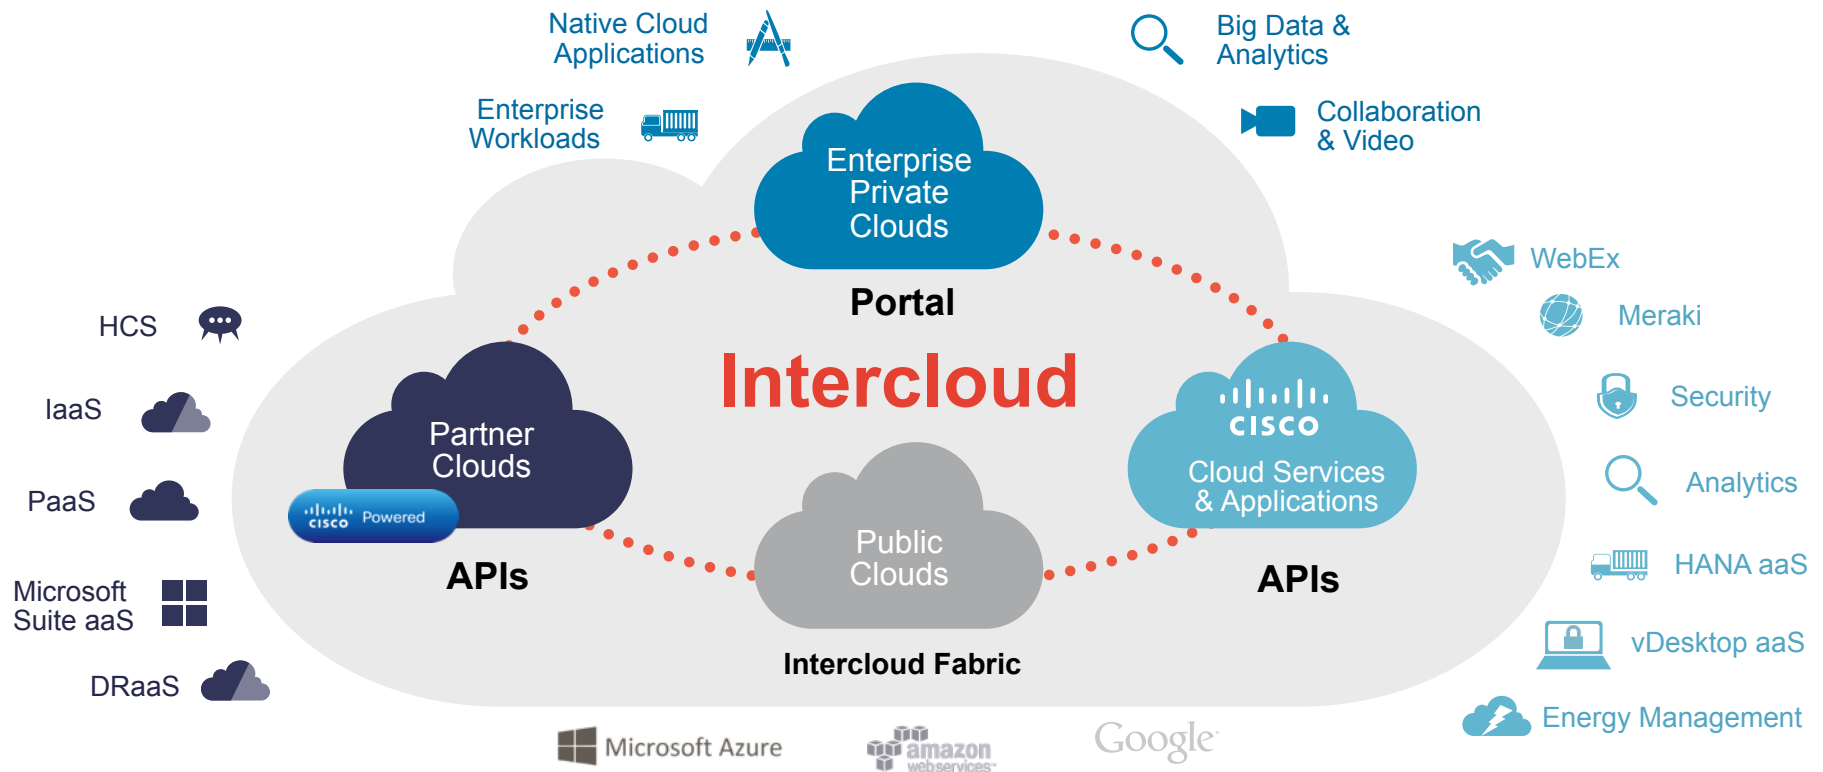 Native Cloud
Applications
Big Data &
Analytics
Enterprise
Workloads
Collaboration
& Video
Enterprise
Private
Clouds
Portal
Intercloud
HCS
IaaS
PaaS
Microsoft
Suite aaS
DRaaS
Partner
Clouds
CISCO Powered
APIs
Public
Clouds
Intercloud Fabric
CISCO
Cloud Services
& Applications
APIs
WebEx
Meraki
Security
Analytics
HANA aaS
vDesktop aaS
Energy Management
Microsoft Azure
amazon
webservices™
Google